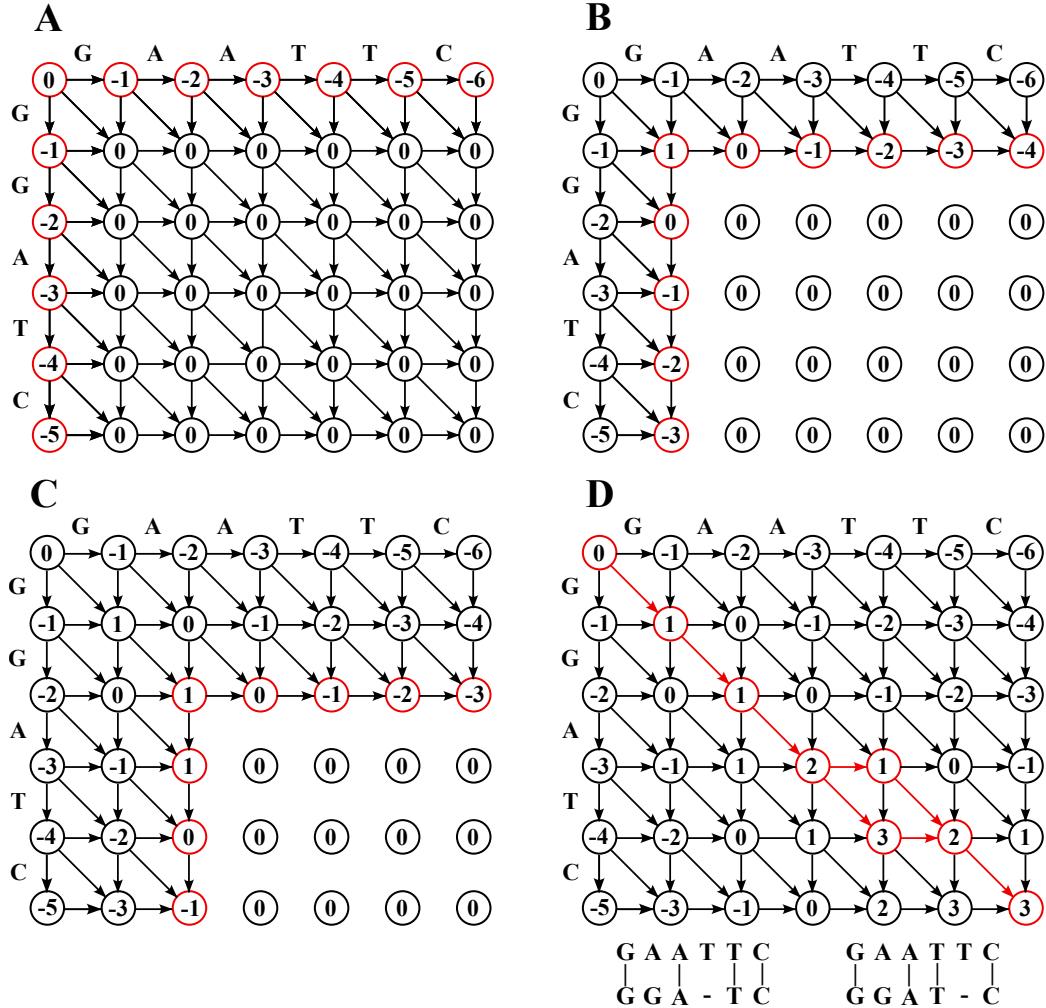 A
G A A T T C
0 -1 -2 -3 -4 -5 -6
G
-1 0 0 0 0 0 0
G
-2 0 0 0 0 0 0
A
-3 0 0 0 0 0 0
T
-4 0 0 0 0 0 0
C
-5 0 0 0 0 0 0
B
G A A T T C
0 -1 -2 -3 -4 -5 -6
G
-1 1 0 -1 -2 -3 -4
G
-2 0 0 0 0 0 0
A
-3 -1 0 0 0 0 0
T
-4 -2 0 0 0 0 0
C
-5 -3 0 0 0 0 0
C
G A A T T C
0 -1 -2 -3 -4 -5 -6
G
-1 1 0 -1 -2 -3 -4
G
-2 0 1 0 -1 -2 -3
A
-3 -1 1 0 0 0 0
T
-4 -2 0 0 0 0 0
C
-5 -3 -1 0 0 0 0
D
G A A T T C
0 -1 -2 -3 -4 -5 -6
G
-1 1 0 -1 -2 -3 -4
G
-2 0 1 0 -1 -2 -3
A
-3 -1 1 2 1 0 -1
T
-4 -2 0 1 3 2 1
C
-5 -3 -1 0 2 3 3
G A A T T C
G G A - T C
G A A T T C
G G A T - C